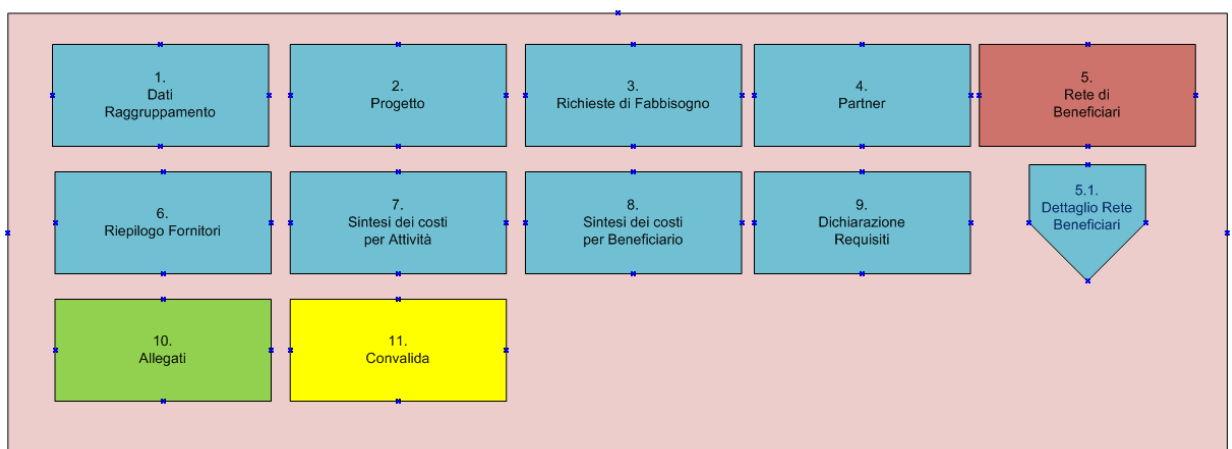 1.
Dati
Raggruppamento
2.
Progetto
3.
Richieste di Fabbisogno
4.
Partner
5.
Rete di
Beneficiari
5.1.
Dettaglio Rete
Beneficiari
6.
Riepilogo Fornitori
7.
Sintesi dei costi
per Attività
8.
Sintesi dei costi
per Beneficiario
9.
Dichiarazione
Requisiti
10.
Allegati
11.
Convalida